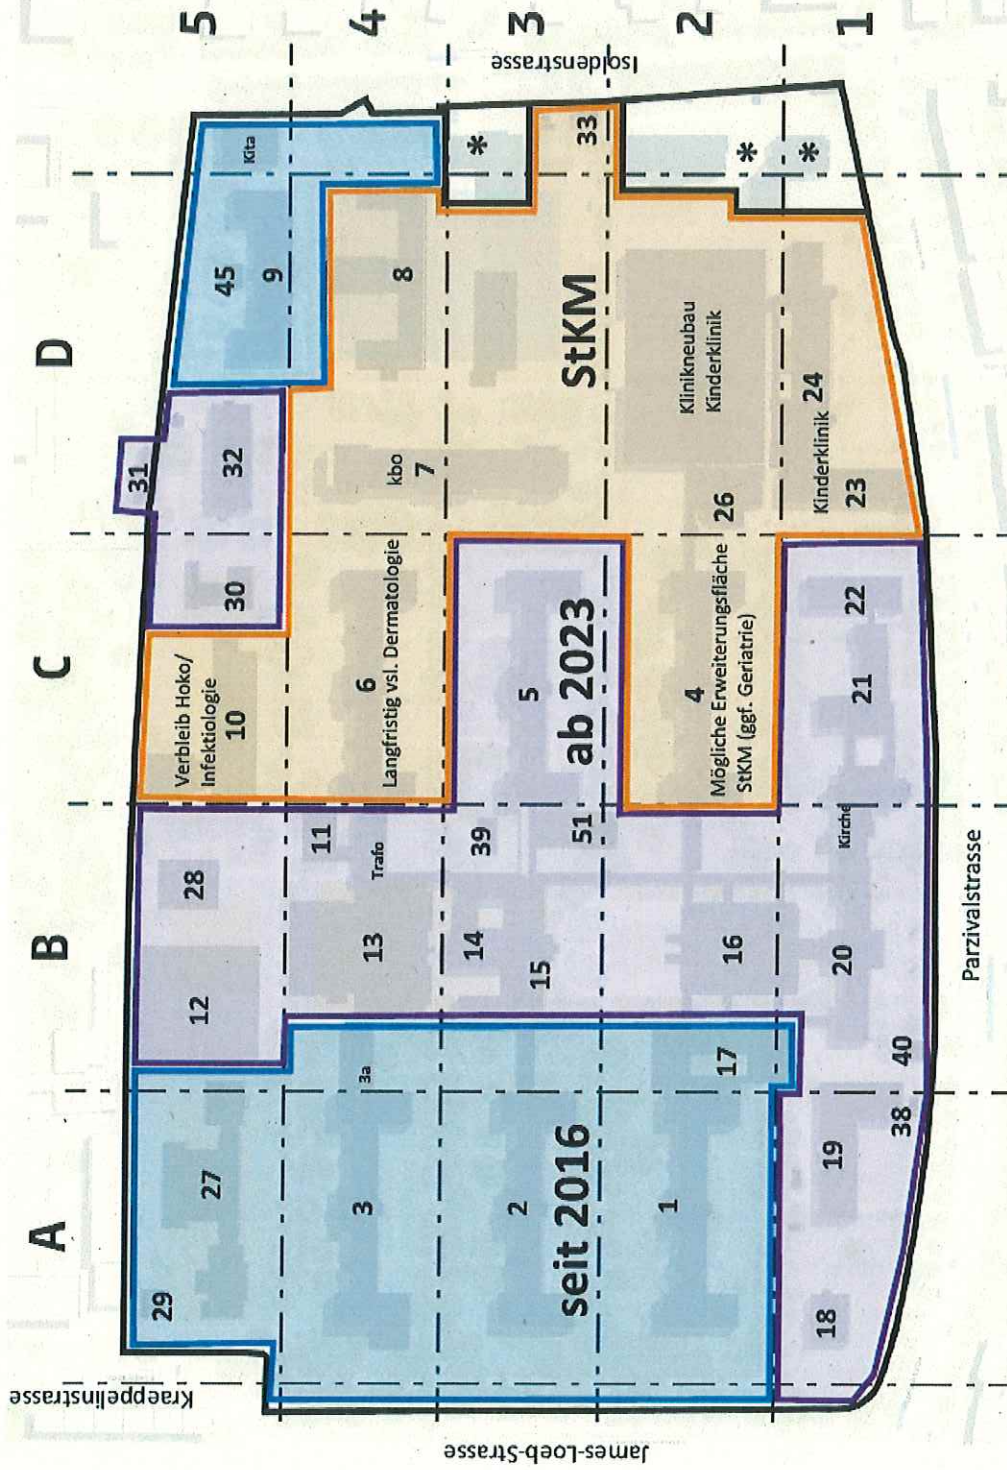 A
B
C
D
5
4
3
2
1
Kraeppelinstrasse
James-Loeb-Strasse
Isoldenstrasse
Parzivalstrasse
29
27
12
28
Verbleib Hoko/
Infektiologie
10
30
31
32
45
9
Kita
3
3a
13
11
Trafo
6
Langfristig vsl. Dermatologie
kbo
7
8
2
seit 2016
14
15
39
51
5
ab 2023
StKM
*
33
1
17
16
4
Mögliche Erweiterungsfläche
StKM (ggf. Geriatrie)
26
Klinikneubau
Kinderklinik
*
18
19
38
40
20
Kirche
21
22
23
Kinderklinik
24
*